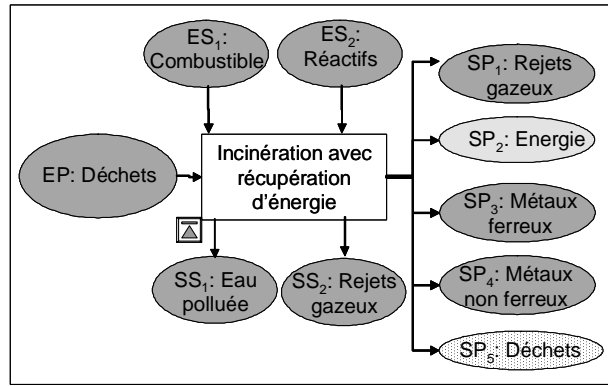 ES₁:
Combustible
ES₂:
Réactifs
EP: Déchets
Incinération avec
récupération
d'énergie
SS₁: Eau
polluée
SS₂: Rejets
gazeux
SP₁: Rejets
gazeux
SP₂: Energie
SP₃: Métaux
ferreux
SP₄: Métaux
non ferreux
SP₅: Déchets